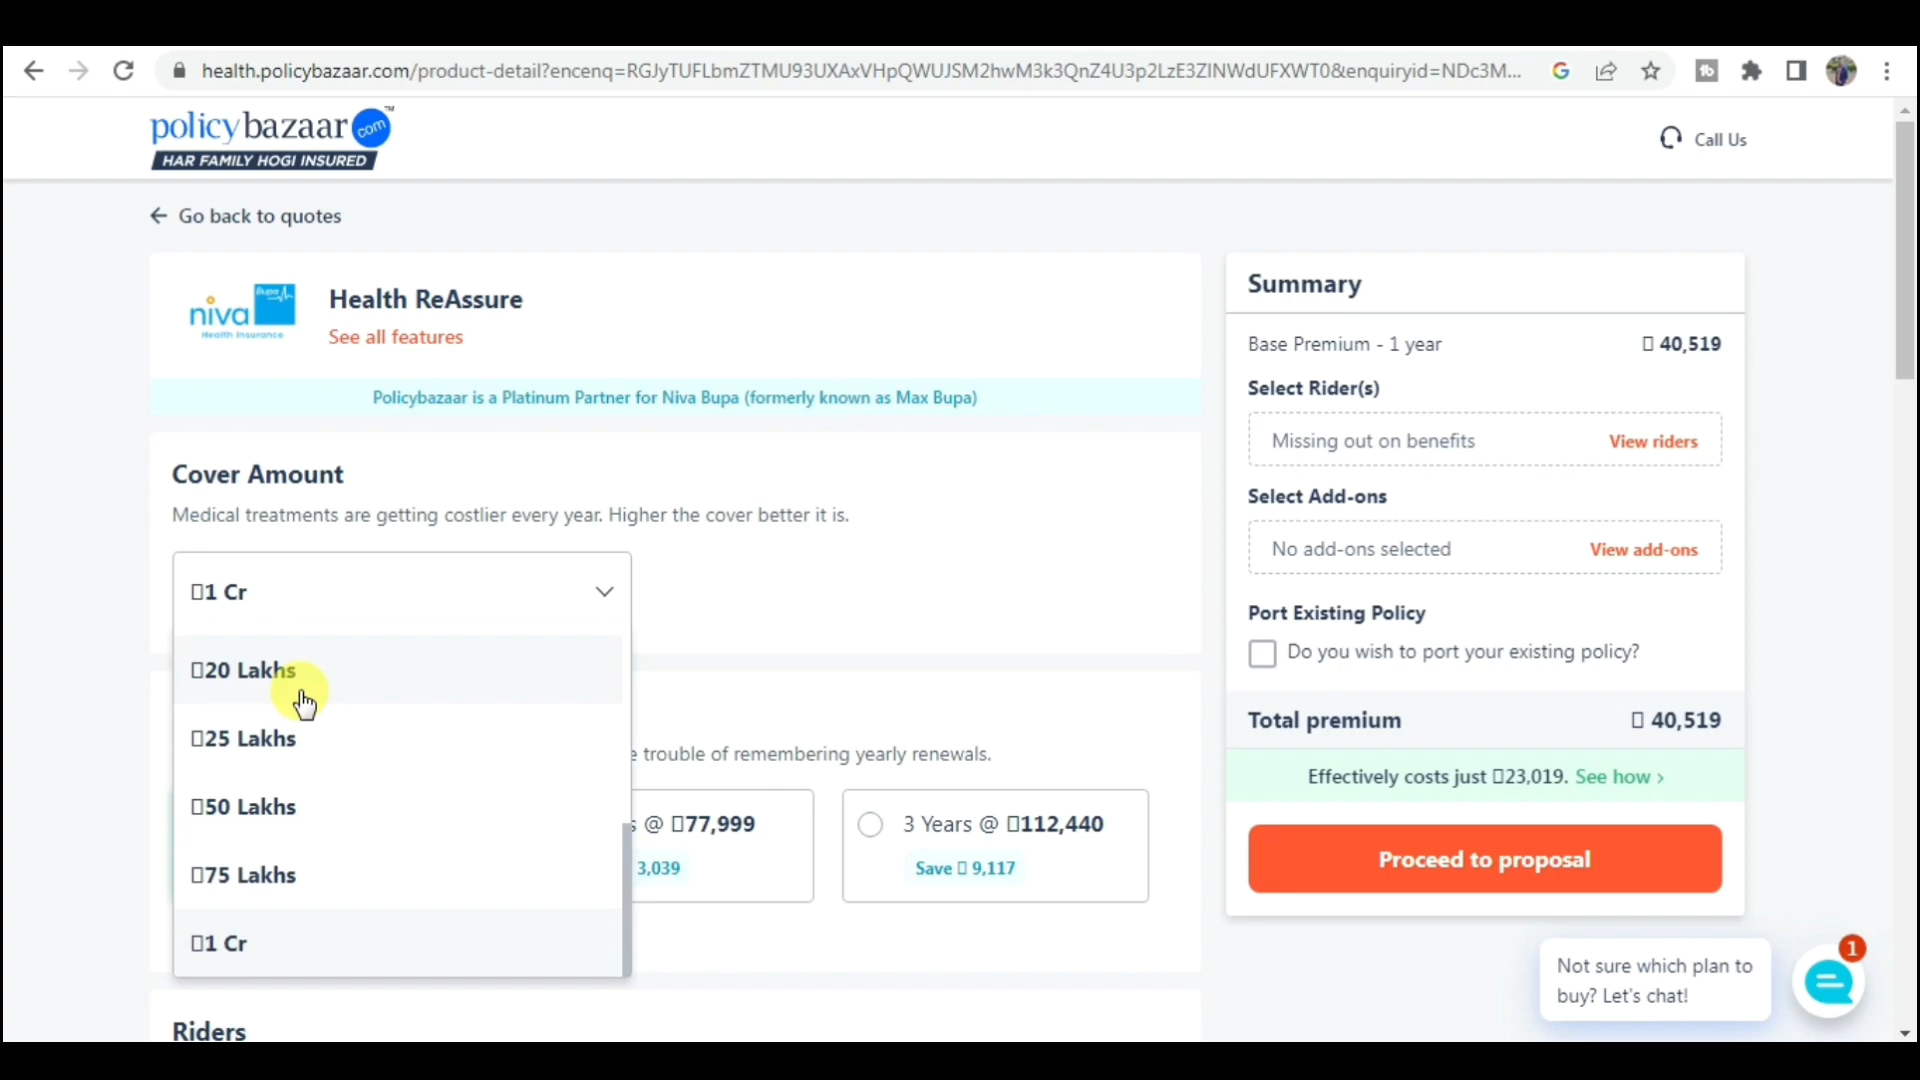 health.policybazaar.com/product-detail?encenq=RGJyTUFLbmZTMU93UXAxVHpQWUJSM2hwM3k3QnZ4U3p2LzE3ZlNWdUFXWT0&enquiryid=NDc3M...
policybazaar com ™
HAR FAMILY HOGI INSURED
Call Us
Go back to quotes
niva Bupa
Health Insurance
Health ReAssure
See all features
Policybazaar is a Platinum Partner for Niva Bupa (formerly known as Max Bupa)
Cover Amount
Medical treatments are getting costlier every year. Higher the cover better it is.
▯1 Cr
▯20 Lakhs
▯25 Lakhs
▯50 Lakhs
▯75 Lakhs
▯1 Cr
trouble of remembering yearly renewals.
@ ▯77,999
3,039
3 Years @ ▯112,440
Save ▯ 9,117
Riders
Summary
Base Premium - 1 year ▯ 40,519
Select Rider(s)
Missing out on benefits View riders
Select Add-ons
No add-ons selected View add-ons
Port Existing Policy
Do you wish to port your existing policy?
Total premium ▯ 40,519
Effectively costs just ▯23,019. See how ›
Proceed to proposal
Not sure which plan to
buy? Let's chat!
1